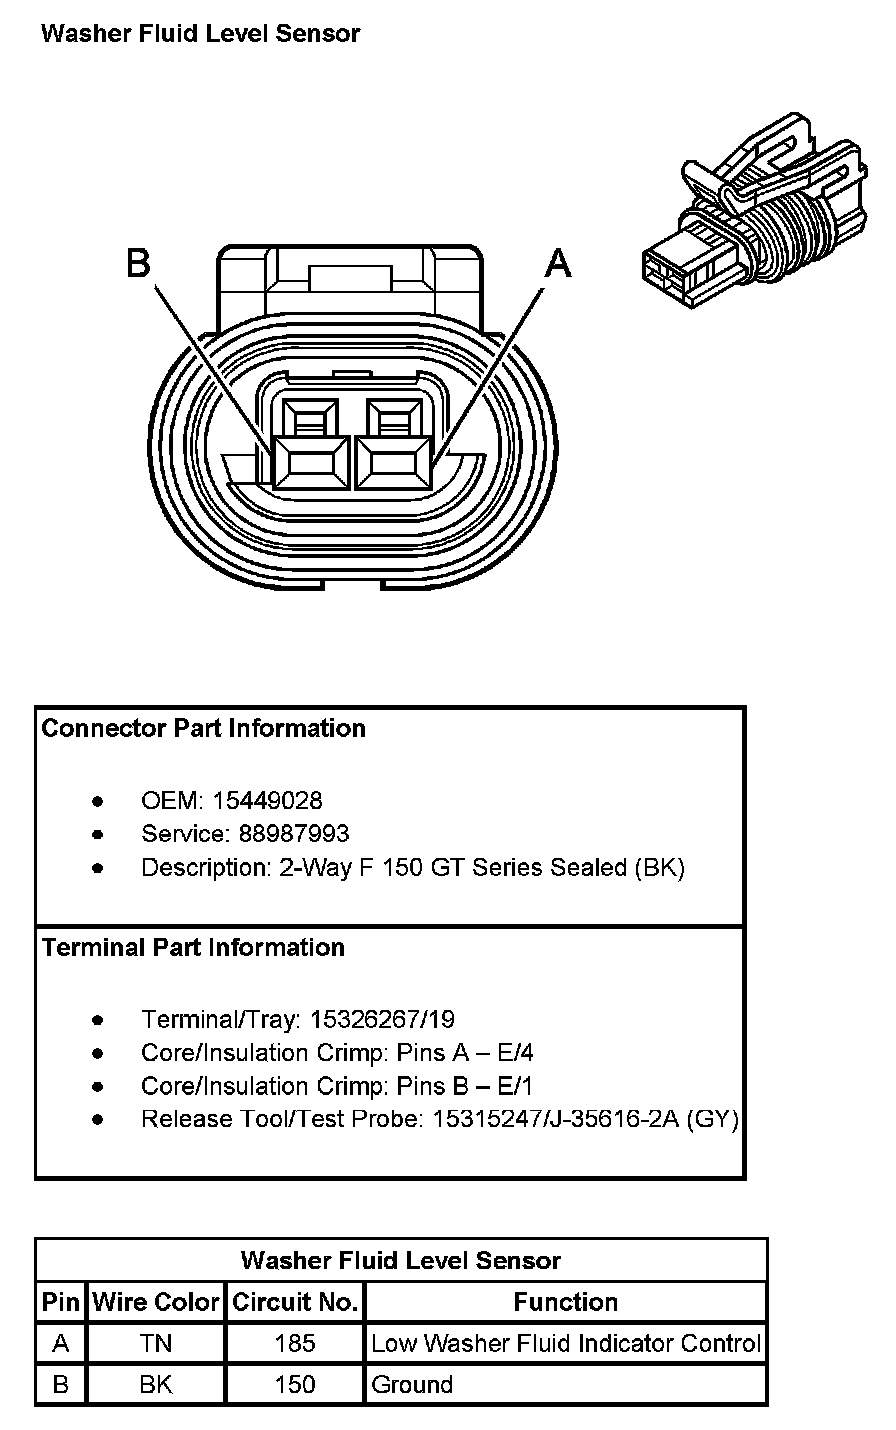 Washer Fluid Level Sensor
B
A
Connector Part Information
● OEM: 15449028
● Service: 88987993
● Description: 2-Way F 150 GT Series Sealed (BK)
Terminal Part Information
● Terminal/Tray: 15326267/19
● Core/Insulation Crimp: Pins A – E/4
● Core/Insulation Crimp: Pins B – E/1
● Release Tool/Test Probe: 15315247/J-35616-2A (GY)
Washer Fluid Level Sensor
Pin Wire Color Circuit No. Function
A TN 185 Low Washer Fluid Indicator Control
B BK 150 Ground